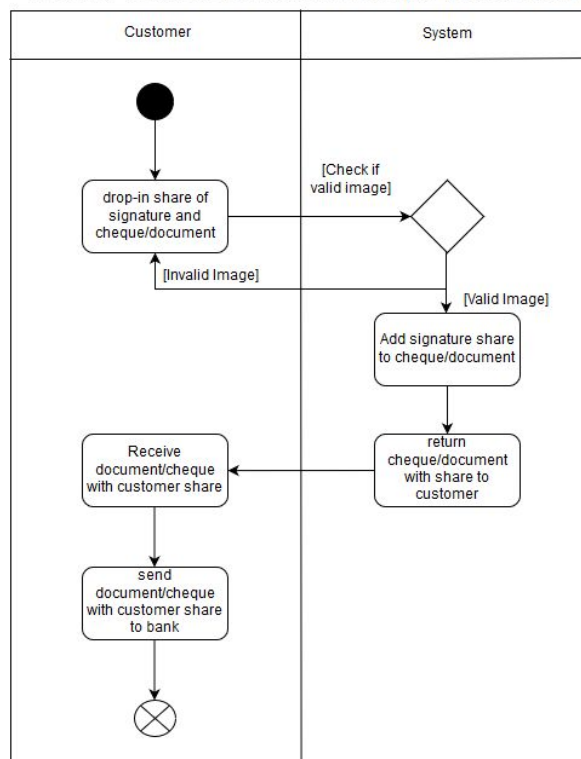 Customer
System
drop-in share of
signature and
cheque/document
[Check if
valid image]
[Invalid Image]
[Valid Image]
Add signature share
to cheque/document
Receive
document/cheque
with customer share
return
cheque/document
with share to
customer
send
document/cheque
with customer share
to bank